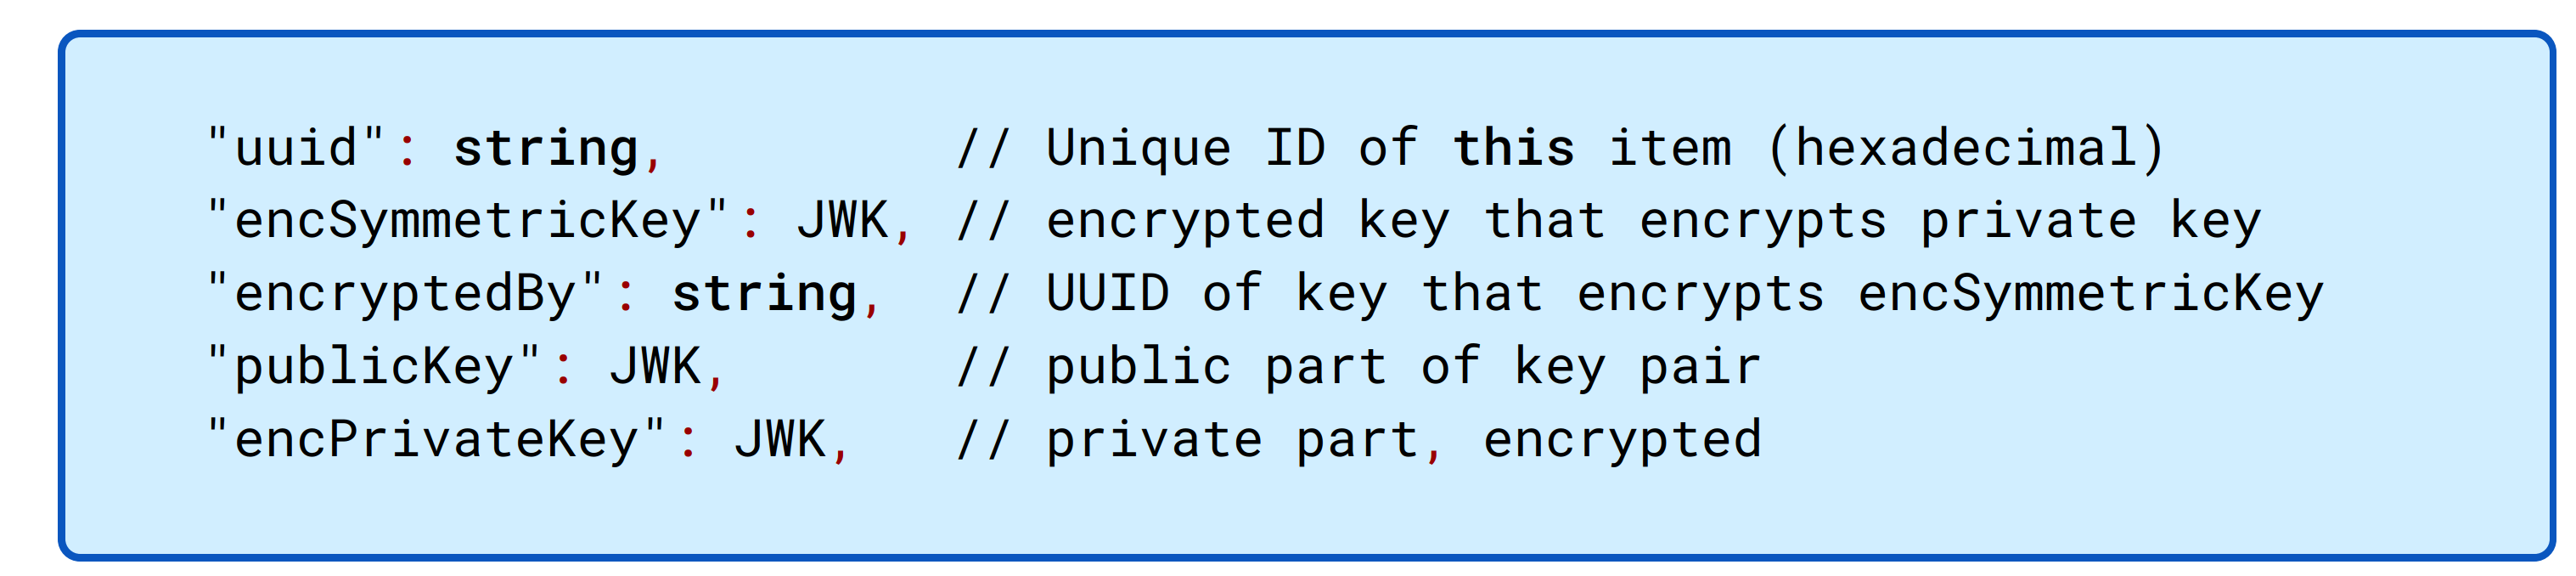 "uuid": string,          // Unique ID of this item (hexadecimal)
"encSymmetricKey": JWK, // encrypted key that encrypts private key
"encryptedBy": string,   // UUID of key that encrypts encSymmetricKey
"publicKey": JWK,        // public part of key pair
"encPrivateKey": JWK,    // private part, encrypted